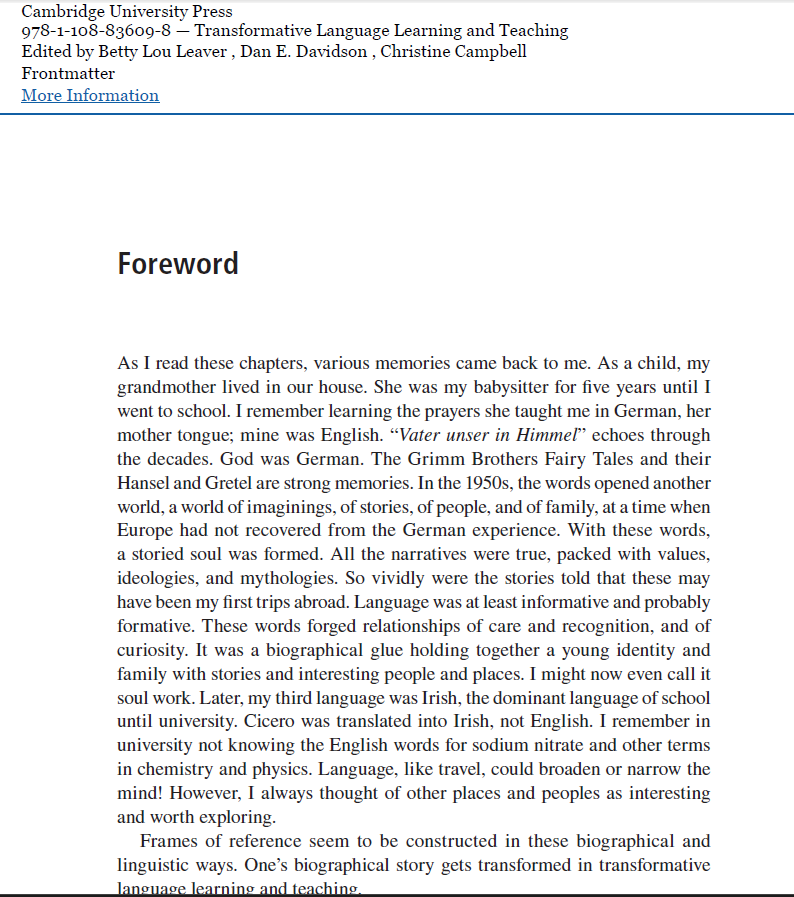 Cambridge University Press
978-1-108-83609-8 — Transformative Language Learning and Teaching
Edited by Betty Lou Leaver , Dan E. Davidson , Christine Campbell
Frontmatter
More Information
Foreword
As I read these chapters, various memories came back to me. As a child, my
grandmother lived in our house. She was my babysitter for five years until I
went to school. I remember learning the prayers she taught me in German, her
mother tongue; mine was English. “Vater unser in Himmel” echoes through
the decades. God was German. The Grimm Brothers Fairy Tales and their
Hansel and Gretel are strong memories. In the 1950s, the words opened another
world, a world of imaginings, of stories, of people, and of family, at a time when
Europe had not recovered from the German experience. With these words,
a storied soul was formed. All the narratives were true, packed with values,
ideologies, and mythologies. So vividly were the stories told that these may
have been my first trips abroad. Language was at least informative and probably
formative. These words forged relationships of care and recognition, and of
curiosity. It was a biographical glue holding together a young identity and
family with stories and interesting people and places. I might now even call it
soul work. Later, my third language was Irish, the dominant language of school
until university. Cicero was translated into Irish, not English. I remember in
university not knowing the English words for sodium nitrate and other terms
in chemistry and physics. Language, like travel, could broaden or narrow the
mind! However, I always thought of other places and peoples as interesting
and worth exploring.
Frames of reference seem to be constructed in these biographical and
linguistic ways. One’s biographical story gets transformed in transformative
language learning and teaching.